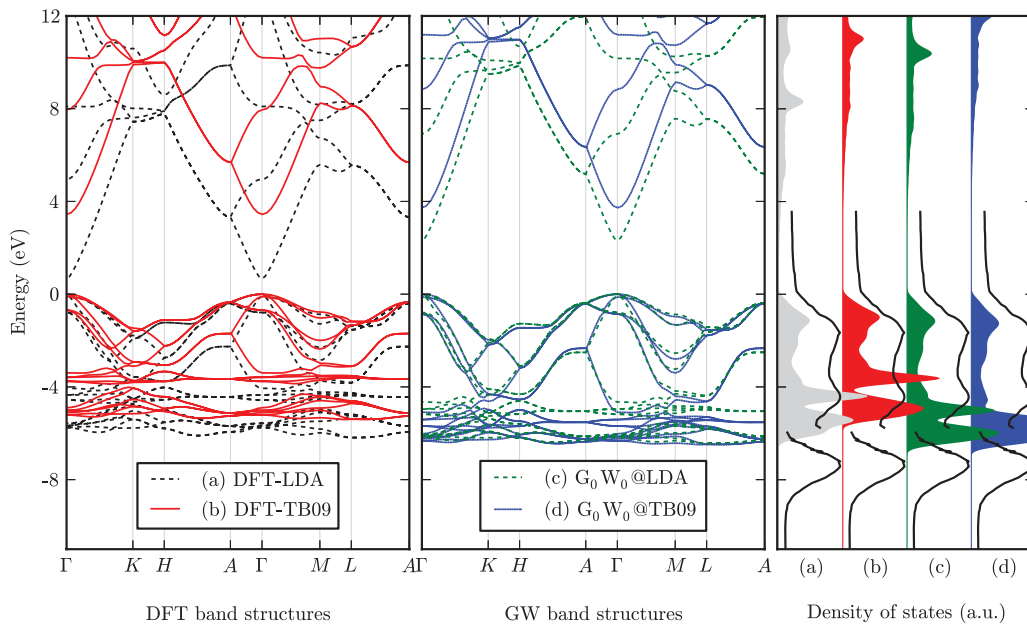 12
8
4
0
−4
−8
Energy (eV)
(a) DFT-LDA
(b) DFT-TB09
(c) G₀W₀@LDA
(d) G₀W₀@TB09
Γ K H A Γ M L A
Γ K H A Γ M L A
(a) (b) (c) (d)
DFT band structures
GW band structures
Density of states (a.u.)